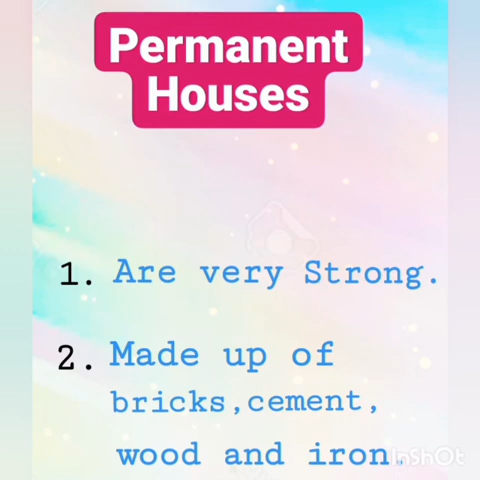 Permanent
Houses
1. Are very Strong.
2. Made up of
bricks,cement,
wood and iron.
InShOt